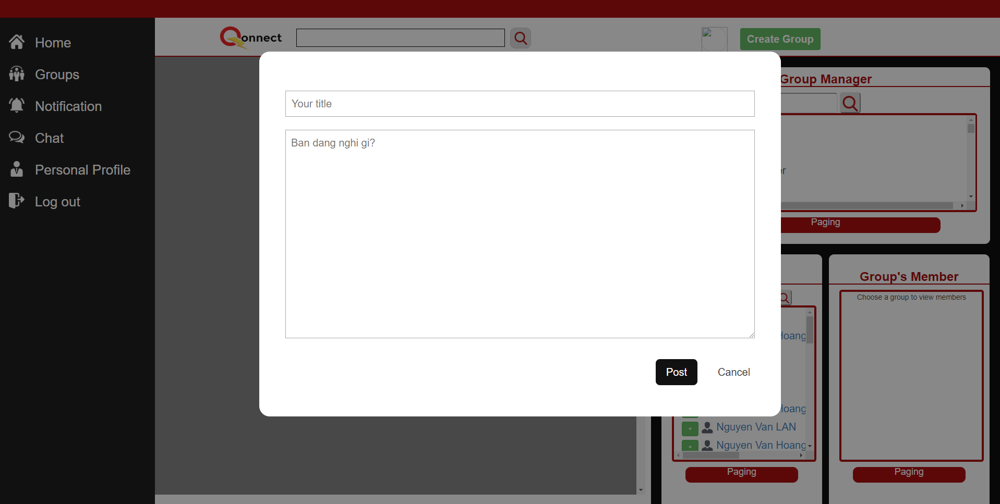 Home
Groups
Notification
Chat
Personal Profile
Log out
Qonnect
Create Group
Group Manager
Your title
Ban dang nghi gi?
er
Paging
Group's Member
Choose a group to view members
Hoang
Hoang
+ Nguyen Van LAN
+ Nguyen Van Hoang
Post
Cancel
Paging
Paging